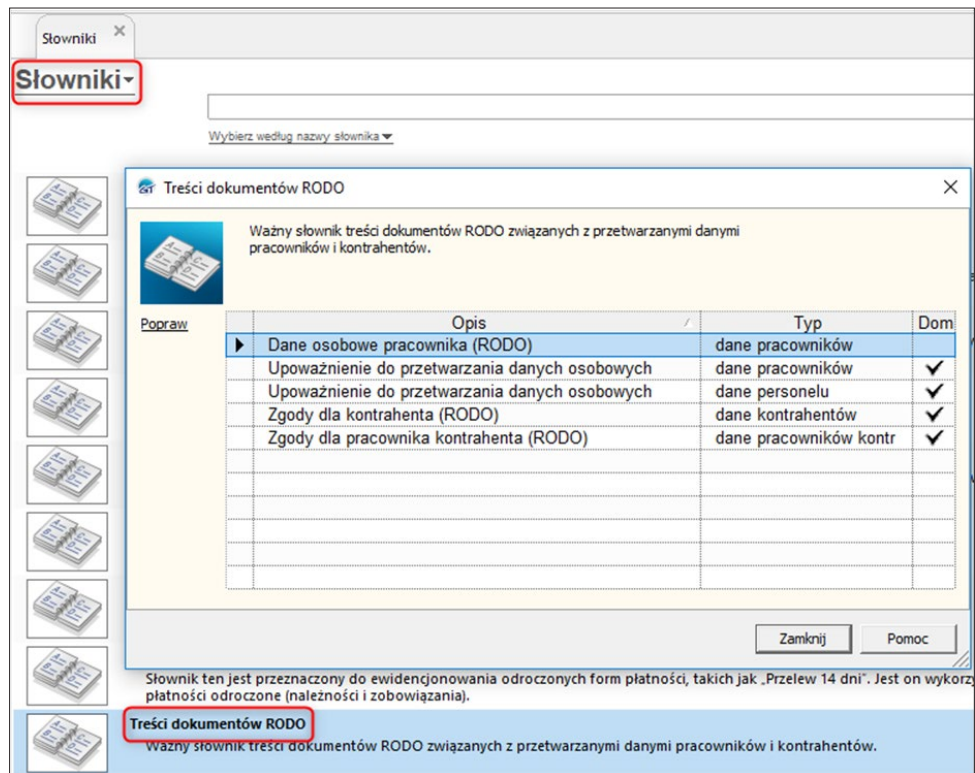 Słowniki
Słowniki
Wybierz według nazwy słownika
Treści dokumentów RODO
Ważny słownik treści dokumentów RODO związanych z przetwarzanymi danymi
pracowników i kontrahentów.
Popraw
Opis Typ Dom
Dane osobowe pracownika (RODO) dane pracowników
Upoważnienie do przetwarzania danych osobowych dane pracowników
Upoważnienie do przetwarzania danych osobowych dane personelu
Zgody dla kontrahenta (RODO) dane kontrahentów
Zgody dla pracownika kontrahenta (RODO) dane pracowników kontr
Zamknij Pomoc
Słownik ten jest przeznaczony do ewidencjonowania odroczonych form płatności, takich jak „Przelew 14 dni”. Jest on wykorzy
płatności odroczone (należności i zobowiązania).
Treści dokumentów RODO
Ważny słownik treści dokumentów RODO związanych z przetwarzanymi danymi pracowników i kontrahentów.